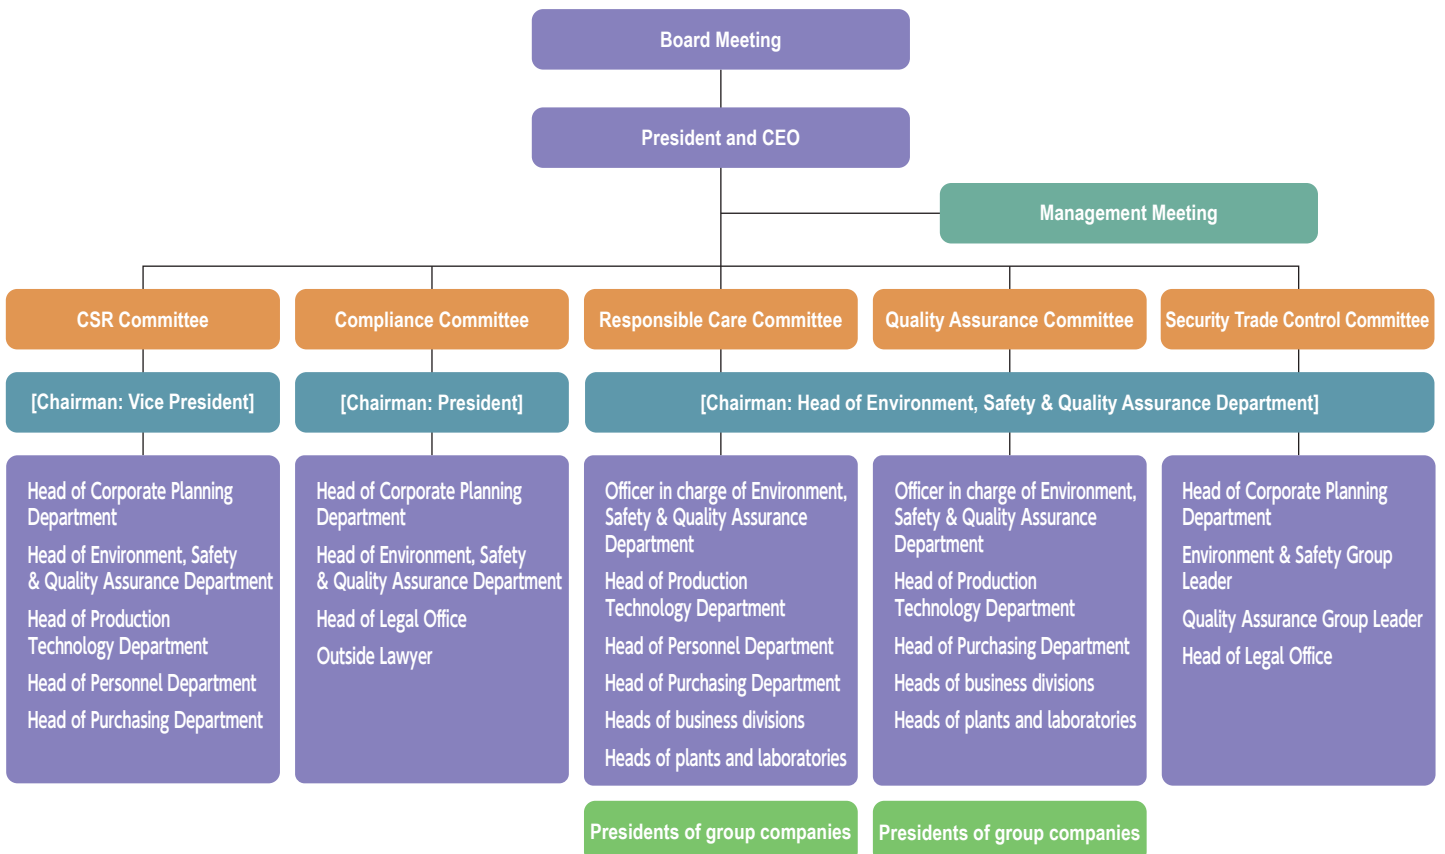 Board Meeting
President and CEO
Management Meeting
CSR Committee
Compliance Committee
Responsible Care Committee
Quality Assurance Committee
Security Trade Control Committee
[Chairman: Vice President]
[Chairman: President]
[Chairman: Head of Environment, Safety & Quality Assurance Department]
Head of Corporate Planning
Department
Head of Environment, Safety
& Quality Assurance Department
Head of Production
Technology Department
Head of Personnel Department
Head of Purchasing Department
Head of Corporate Planning
Department
Head of Environment, Safety
& Quality Assurance Department
Head of Legal Office
Outside Lawyer
Officer in charge of Environment,
Safety & Quality Assurance
Department
Head of Production
Technology Department
Head of Personnel Department
Head of Purchasing Department
Heads of business divisions
Heads of plants and laboratories
Officer in charge of Environment,
Safety & Quality Assurance
Department
Head of Production
Technology Department
Head of Purchasing Department
Heads of business divisions
Heads of plants and laboratories
Head of Corporate Planning
Department
Environment & Safety Group
Leader
Quality Assurance Group Leader
Head of Legal Office
Presidents of group companies
Presidents of group companies